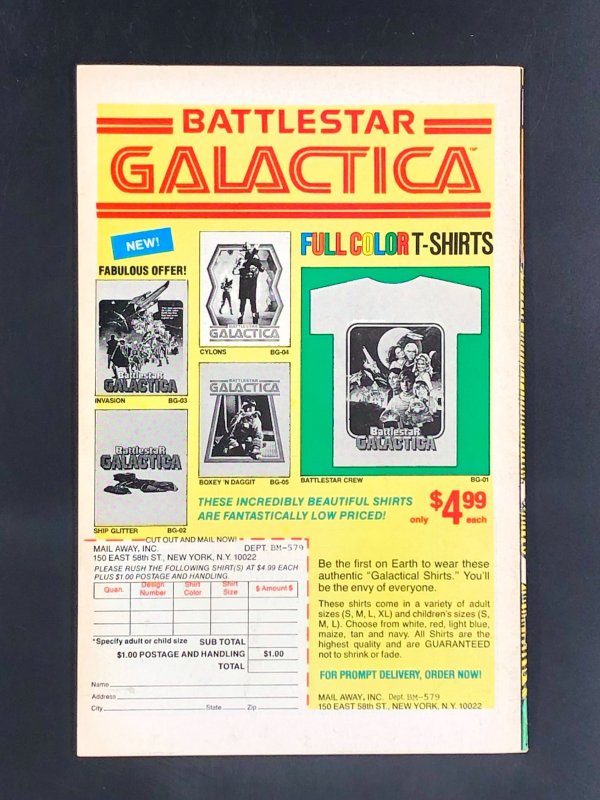 BATTLESTAR
GALACTICA™
NEW!
FABULOUS OFFER!
FULL COLOR T-SHIRTS
BattlestaR
GALACTICA
INVASION BG-03
BATTLESTAR
GALACTICA
CYLONS BG-04
BattlestaR
GALACTICA
SHIP GLITTER BG-02
BATTLESTAR
GALACTICA
BOXEY 'N DAGGIT BG-05
BattlestaR
GALACTICA
BATTLESTAR CREW BG-01
THESE INCREDIBLY BEAUTIFUL SHIRTS
ARE FANTASTICALLY LOW PRICED!
only $4.99 each
CUT OUT AND MAIL NOW!
MAIL AWAY, INC. DEPT. BM-579
150 EAST 58th ST., NEW YORK, N.Y. 10022
PLEASE RUSH THE FOLLOWING SHIRT(S) AT $4.99 EACH
PLUS $1.00 POSTAGE AND HANDLING.
Quan. Design Number Shirt Color Shirt Size $ Amount $
*Specify adult or child size SUB TOTAL
$1.00 POSTAGE AND HANDLING $1.00
TOTAL
Name
Address
City State Zip
Be the first on Earth to wear these
authentic "Galactical Shirts." You'll
be the envy of everyone.
These shirts come in a variety of adult
sizes (S, M, L, XL) and children's sizes (S,
M, L). Choose from white, red, light blue,
maize, tan and navy. All Shirts are the
highest quality and are GUARANTEED
not to shrink or fade.
FOR PROMPT DELIVERY, ORDER NOW!
MAIL AWAY, INC. Dept. BM-579
150 EAST 58th ST., NEW YORK, N.Y. 10022